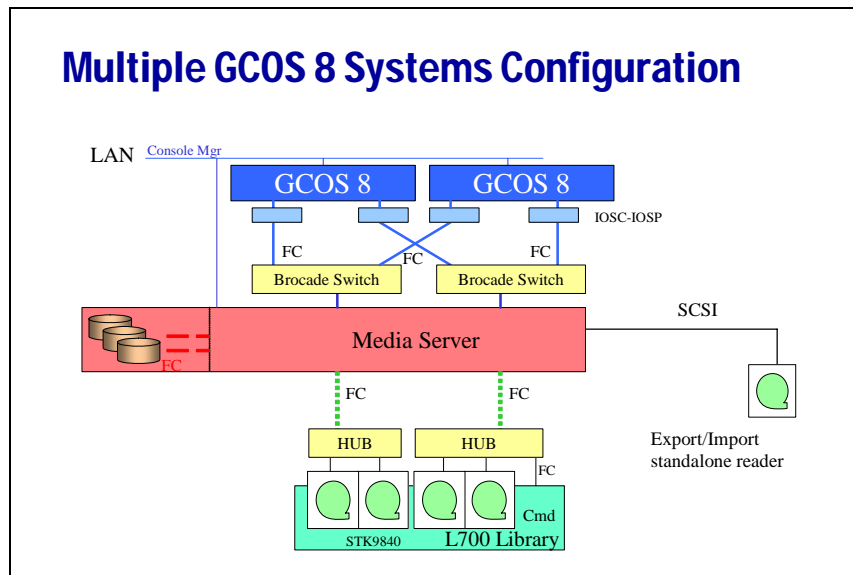 Multiple GCOS 8 Systems Configuration
LAN
Console Mgr
GCOS 8
GCOS 8
IOSC-IOSP
FC
FC
FC
Brocade Switch
Brocade Switch
SCSI
Media Server
FC
FC
FC
HUB
HUB
Export/Import
standalone reader
FC
Cmd
STK9840
L700 Library